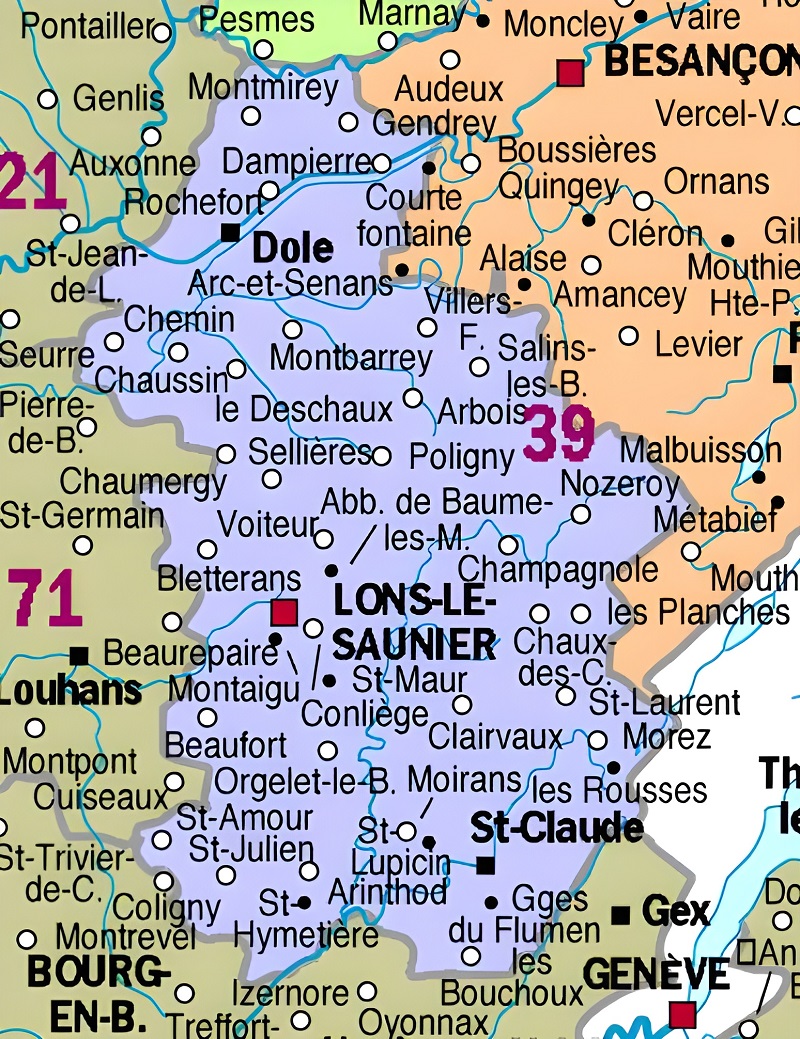 Pontailler
Pesmes
Marnay
Moncley
Vaire
BESANÇON
Genlis
Montmirey
Audeux
Vercel-V.
Gendrey
21
Auxonne
Dampierre
Boussières
Rochefort
Courte
fontaine
Quingey
Ornans
St-Jean-
de-L.
Dole
Cléron
Gil
Arc-et-Senans
Alaise
Mouthie
Hte-P.
Amancey
Villers-
F.
Chemin
Seurre
Montbarrey
Salins-
les-B.
Levier
Chaussin
Pierre-
de-B.
le Deschaux
Arbois
39
Sellières
Poligny
Malbuisson
Chaumergy
Nozeroy
St-Germain
Abb. de Baume-
les-M.
Voiteur
Métabief
Champagnole
Bletterans
71
LONS-LE-
SAUNIER
Mouth
les Planches
Beaurepaire
Chaux-
des-C.
Louhans
Montaigu
St-Maur
St-Laurent
Conliège
Clairvaux
Morez
Beaufort
Montpont
Orgelet-le-B.
Moirans
les Rousses
Th
le
Cuiseaux
St-Amour
St-
Lupicin
St-Claude
St-Julien
St-Trivier-
de-C.
Arinthod
Coligny
St-
Hymetière
Gges
du Flumen
Gex
Do
Montrevel
les
Bouchoux
An
BOURG-
EN-B.
GENÈVE
Izernore
Treffort-
Oyonnax